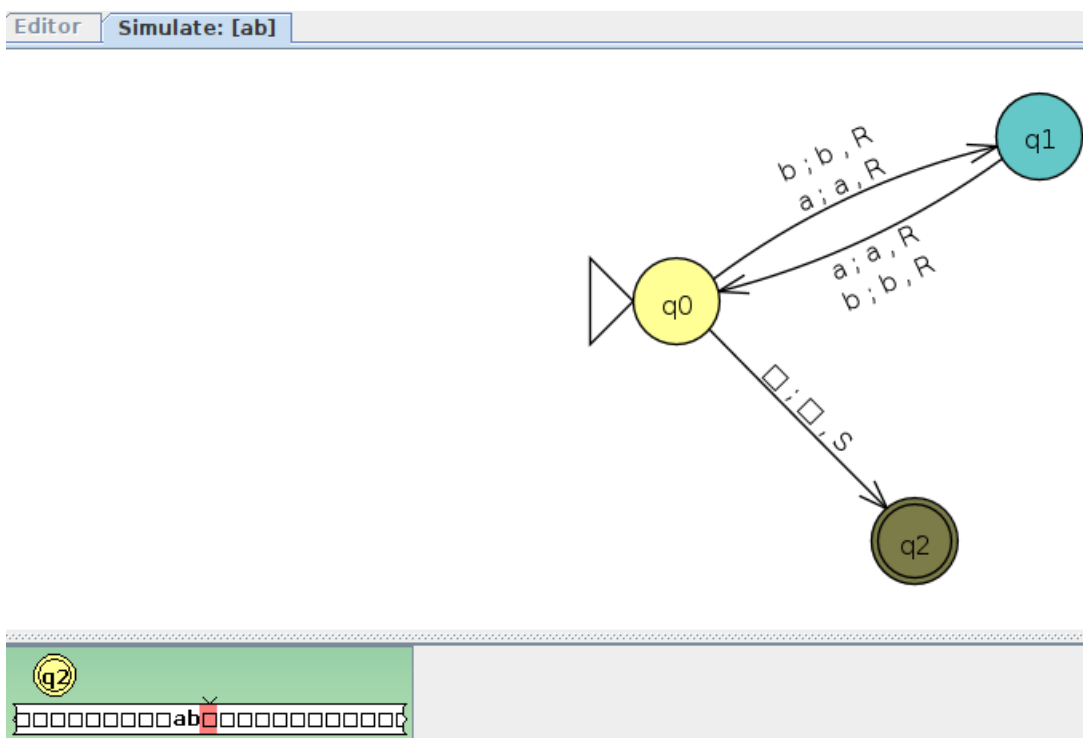 Editor
Simulate: [ab]
b ; b , R
a ; a , R
q1
a ; a , R
b ; b , R
q0
□ ; □ , S
q2
q2
□□□□□□□□□ab□□□□□□□□□□□□